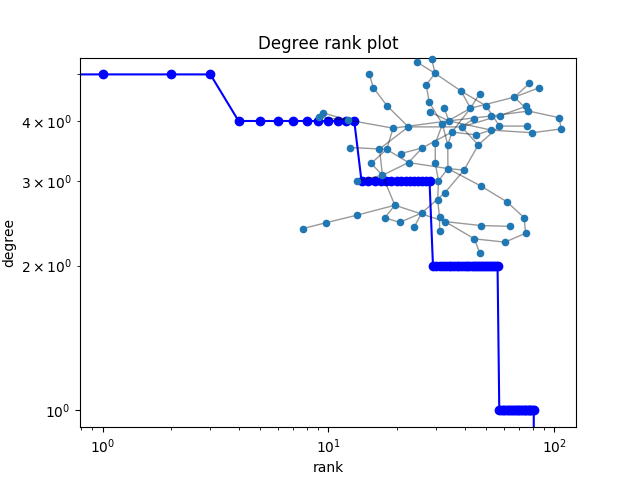 Degree rank plot
degree
4 × 10⁰
3 × 10⁰
2 × 10⁰
10⁰
10⁰
10¹
10²
rank